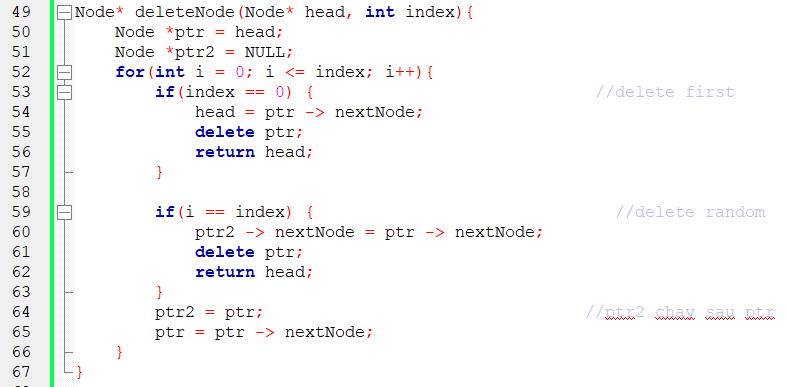 49 Node* deleteNode(Node* head, int index){
50 Node *ptr = head;
51 Node *ptr2 = NULL;
52 for(int i = 0; i <= index; i++){
53 if(index == 0) { //delete first
54 head = ptr -> nextNode;
55 delete ptr;
56 return head;
57 }
58
59 if(i == index) { //delete random
60 ptr2 -> nextNode = ptr -> nextNode;
61 delete ptr;
62 return head;
63 }
64 ptr2 = ptr; //ptr2 chay sau ptr
65 ptr = ptr -> nextNode;
66 }
67 }